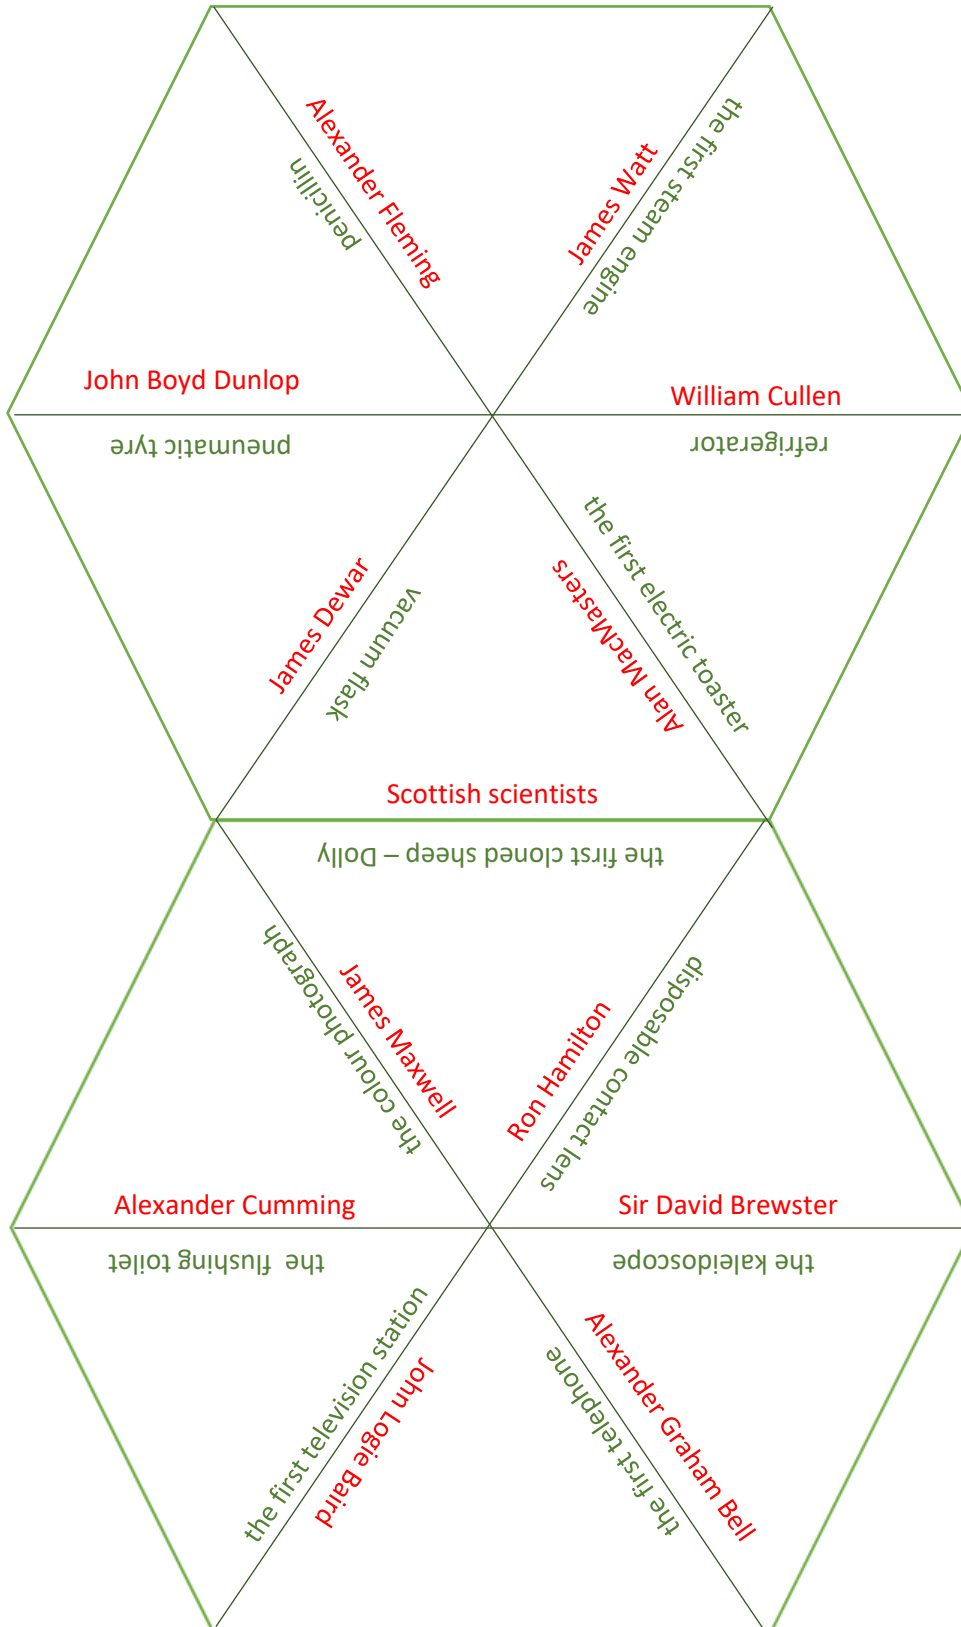 Alexander Fleming
penicillin
James Watt
the first steam engine
John Boyd Dunlop
pneumatic tyre
William Cullen
refrigerator
James Dewar
vacuum flask
the first electric toaster
Alan MacMasters
Scottish scientists
the first cloned sheep – Dolly
James Maxwell
the colour photograph
Ron Hamilton
disposable contact lens
Alexander Cumming
the flushing toilet
Sir David Brewster
the kaleidoscope
the first television station
John Logie Baird
Alexander Graham Bell
the first telephone